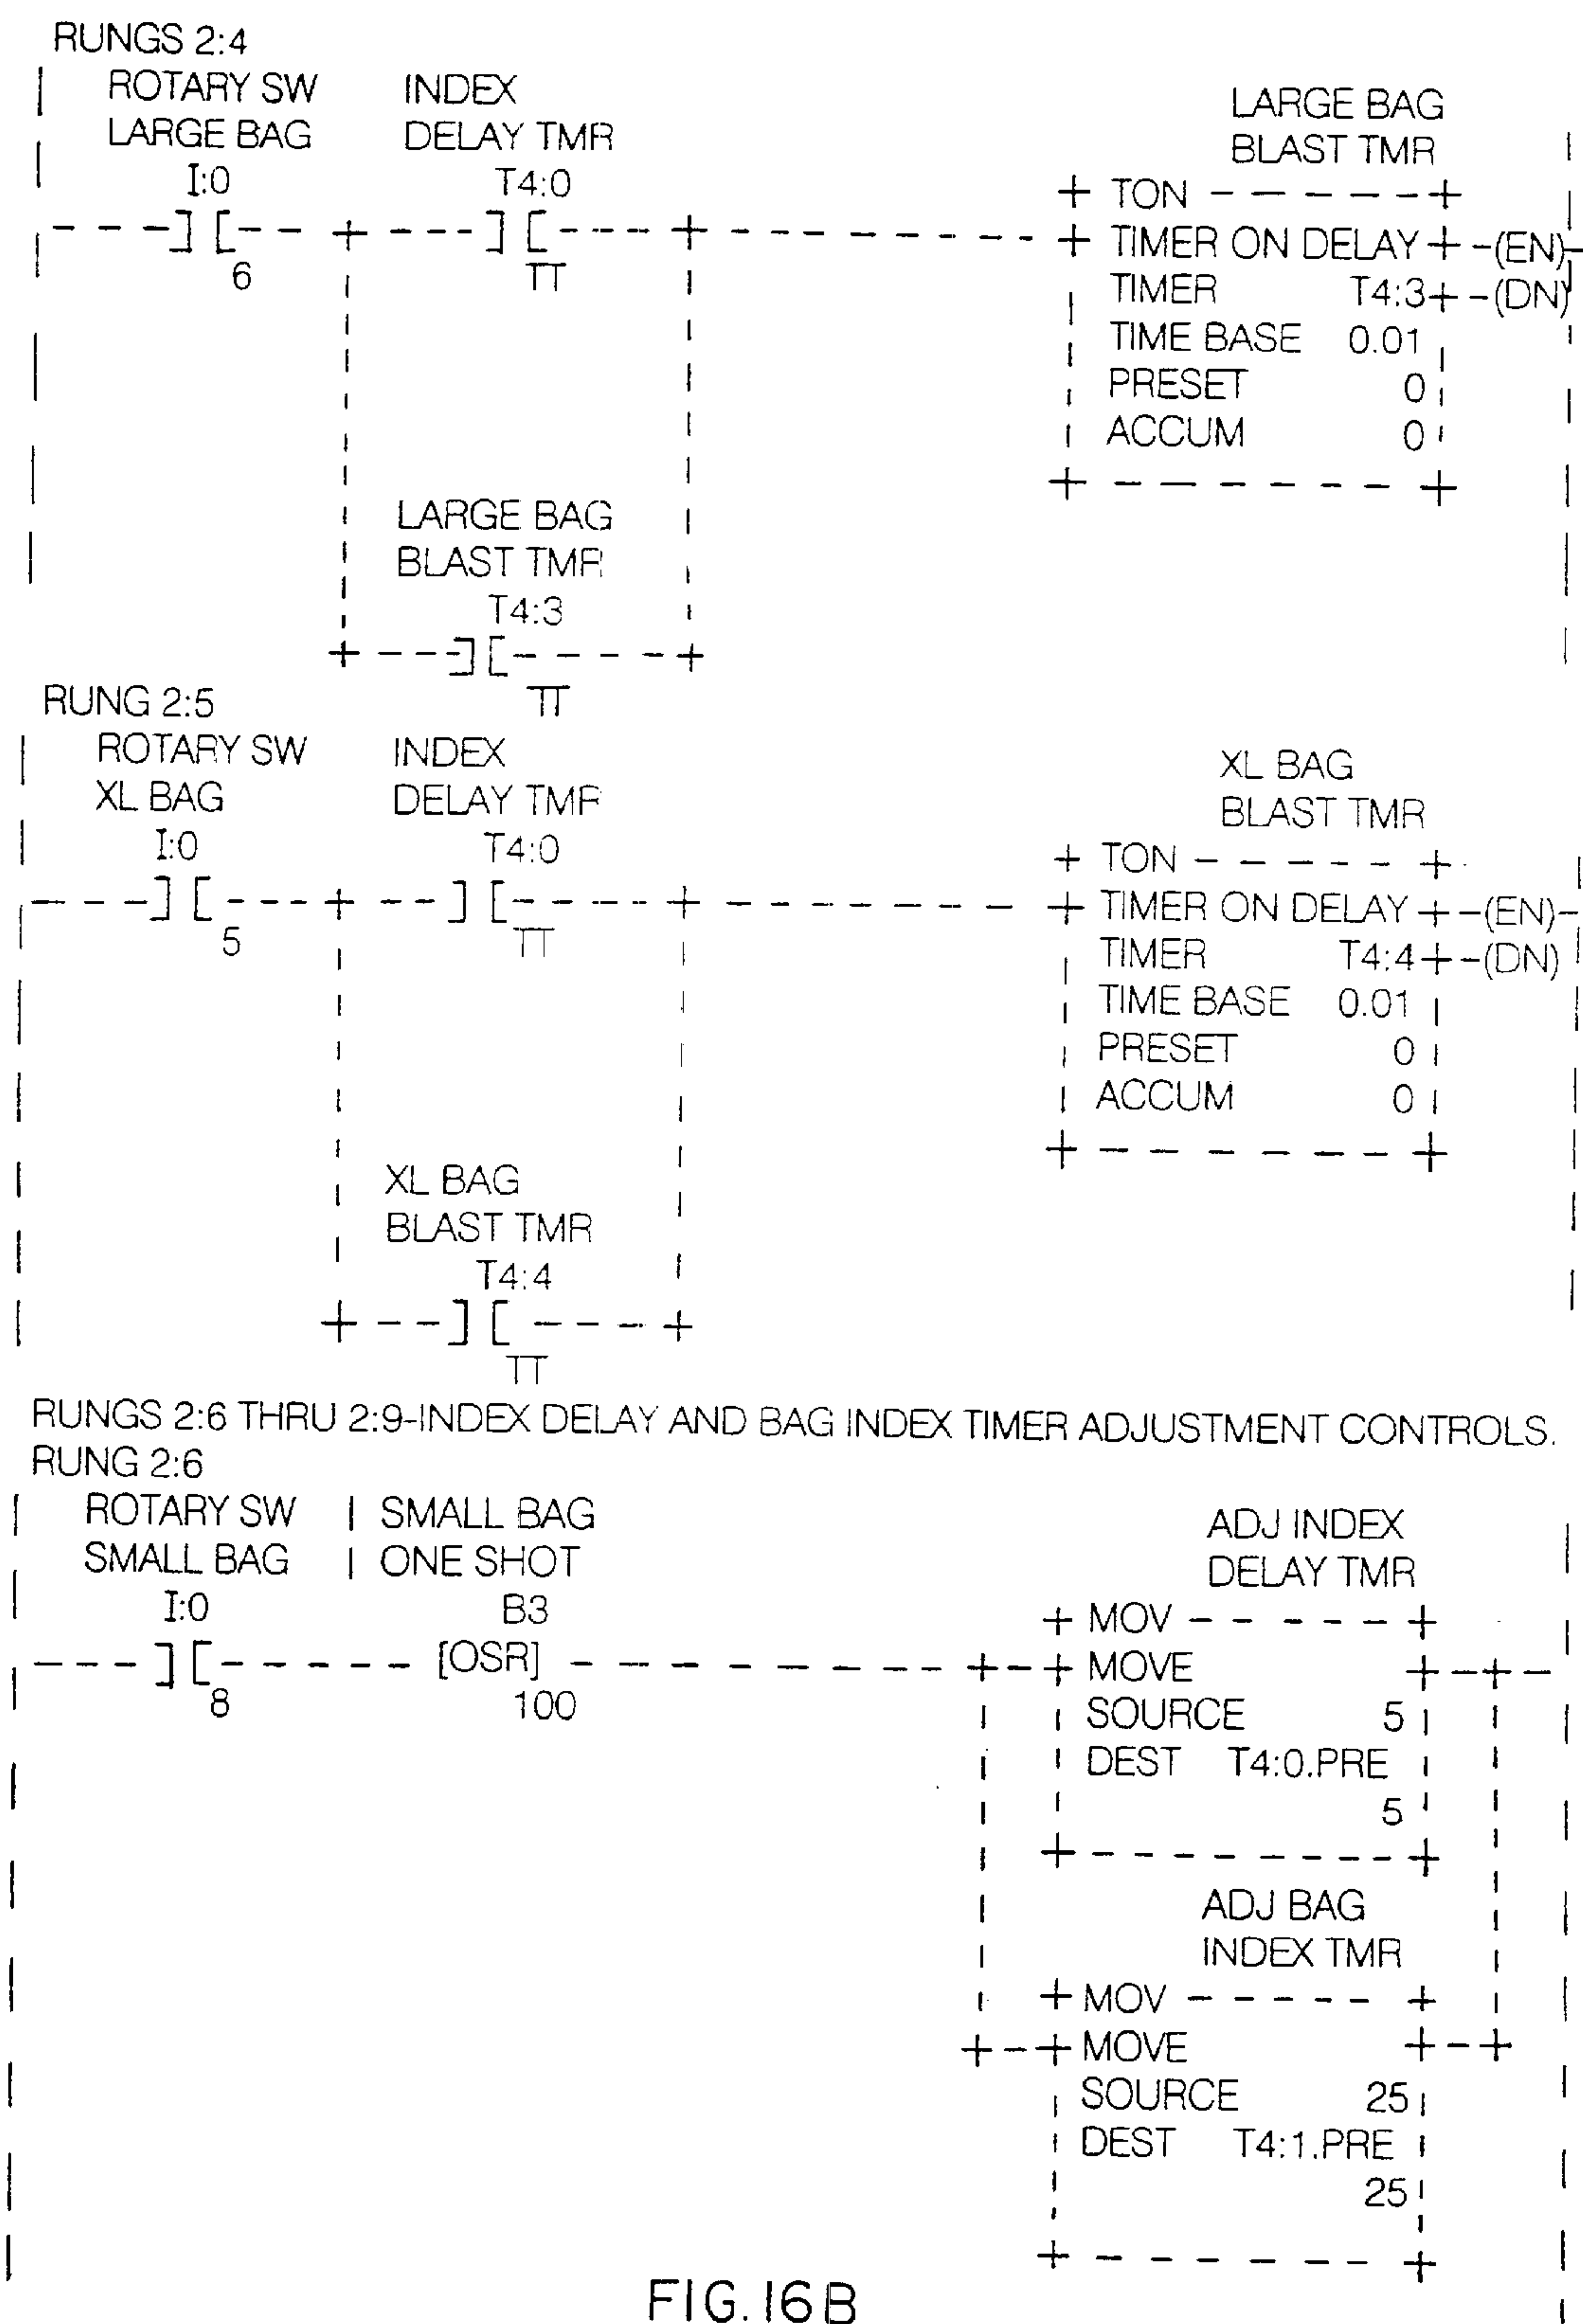 RUNGS 2:4
ROTARY SW INDEX
LARGE BAG DELAY TMR
LARGE BAG
BLAST TMR
I:0 T4:0
+ TON - - - - - +
- - - -] [- - - + - - - -] [- - - - + - - - - - - - - + TIMER ON DELAY + -(EN)-
6 TT
TIMER T4:3 + -(DN)
TIME BASE 0.01
PRESET 0
ACCUM 0
+ - - - - - - - +
LARGE BAG
BLAST TMR
T4:3
+ - - -] [- - - - - +
TT
RUNG 2:5
ROTARY SW INDEX
XL BAG DELAY TMR
XL BAG
BLAST TMR
I:0 T4:0
+ TON - - - - - +
- - - -] [- - - - + - - -] [- - - - - + - - - - - - - - + TIMER ON DELAY + -(EN)-
5 TT
TIMER T4:4 + -(DN)
TIME BASE 0.01
PRESET 0
ACCUM 0
+ - - - - - - - +
XL BAG
BLAST TMR
T4:4
+ - - -] [ - - - - +
TT
RUNGS 2:6 THRU 2:9-INDEX DELAY AND BAG INDEX TIMER ADJUSTMENT CONTROLS.
RUNG 2:6
ROTARY SW | SMALL BAG
SMALL BAG | ONE SHOT
ADJ INDEX
DELAY TMR
I:0 B3
+ MOV - - - - - +
- - - -] [- - - - - - [OSR] - - - - - - - - - - + - + MOVE + - + -
8 100
SOURCE 5
DEST T4:0.PRE
5
+ - - - - - - - - +
ADJ BAG
INDEX TMR
+ MOV - - - - - +
+ - - + MOVE + - - +
SOURCE 25
DEST T4:1.PRE
25
+ - - - - - - - +
FIG. 16B